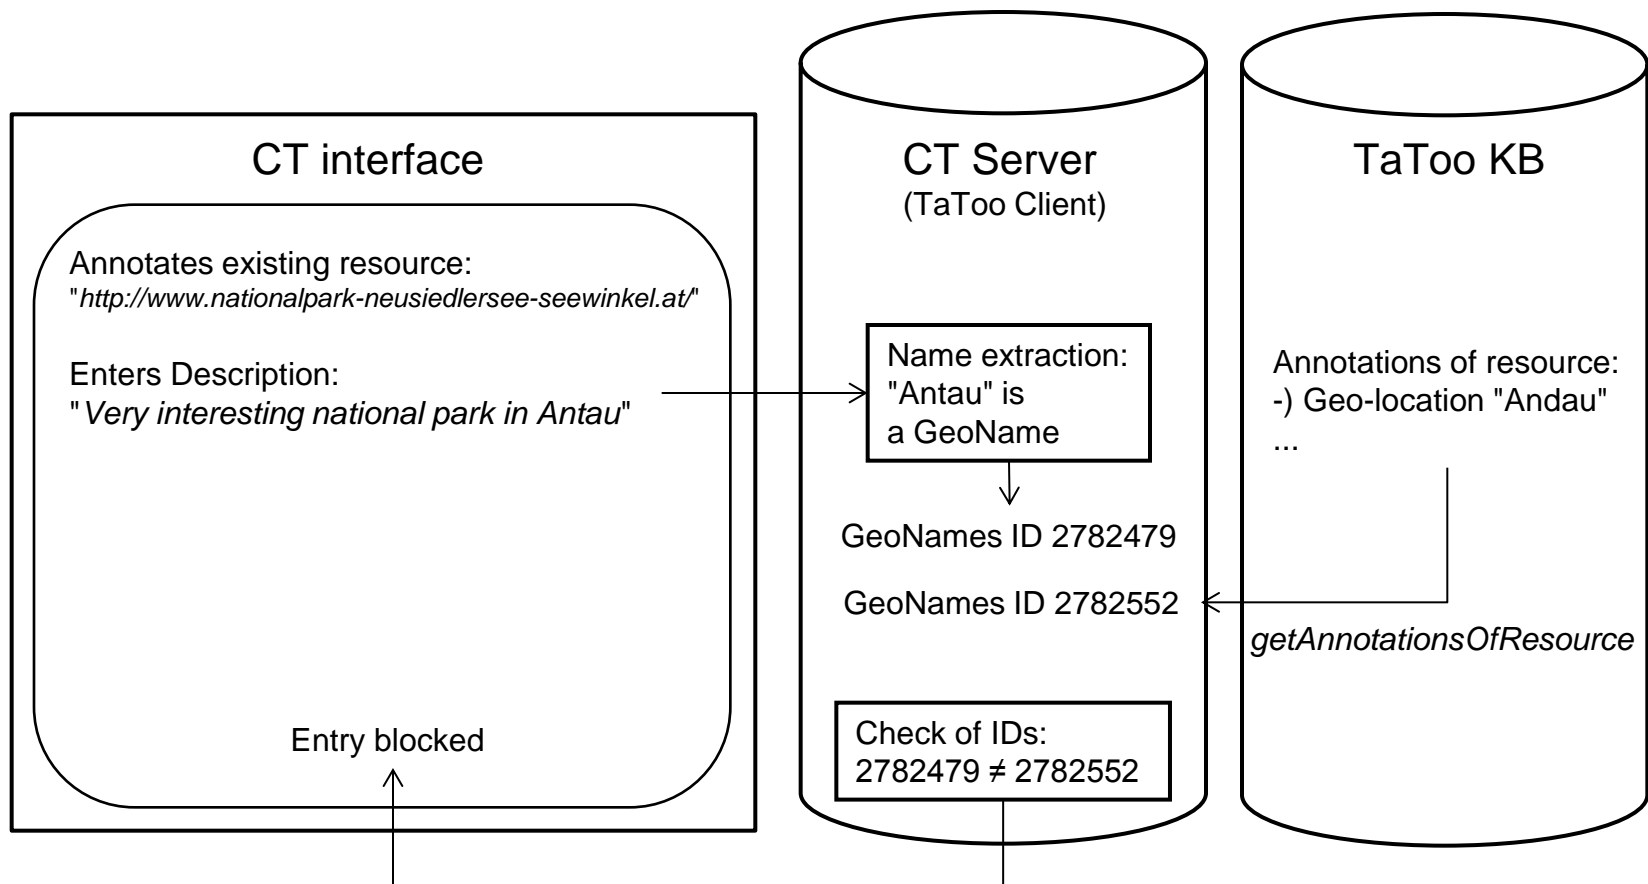 CT interface
Annotates existing resource:
"http://www.nationalpark-neusiedlersee-seewinkel.at/"
Enters Description:
"Very interesting national park in Antau"
Entry blocked
CT Server
(TaToo Client)
Name extraction:
"Antau" is
a GeoName
GeoNames ID 2782479
GeoNames ID 2782552
Check of IDs:
2782479 ≠ 2782552
TaToo KB
Annotations of resource:
-) Geo-location "Andau"
...
getAnnotationsOfResource